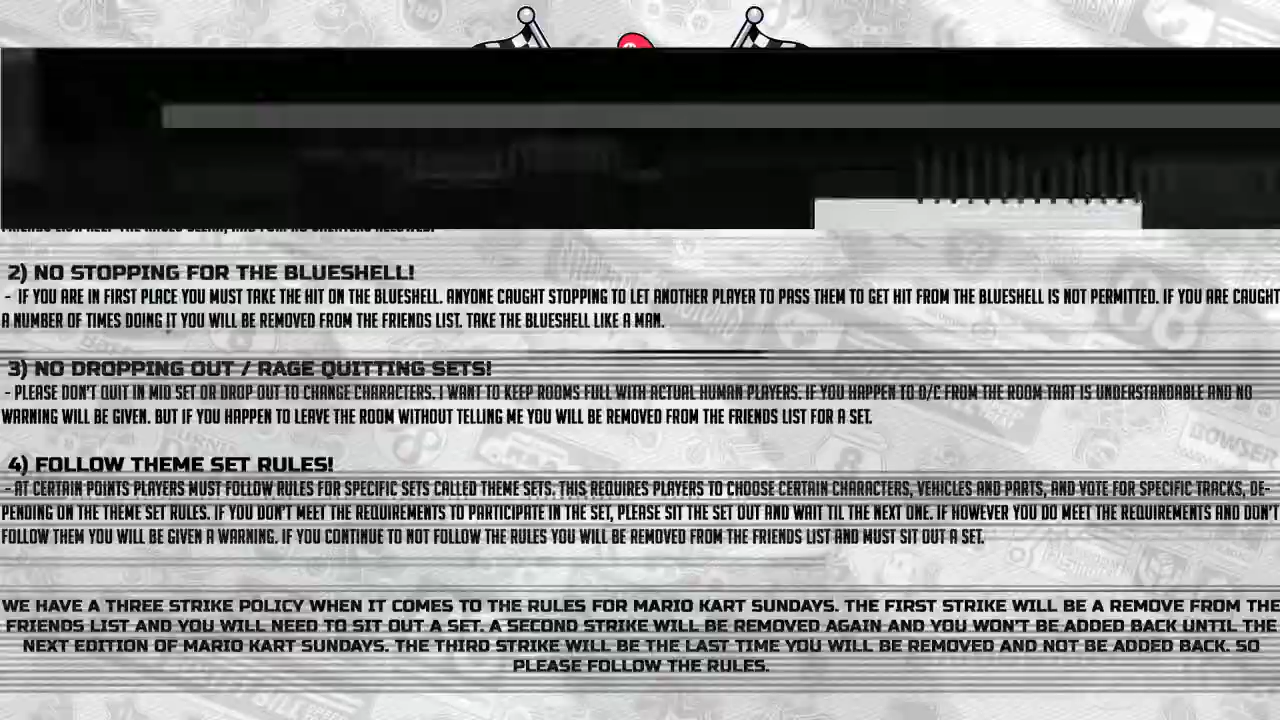 2) NO STOPPING FOR THE BLUESHELL!
- IF YOU ARE IN FIRST PLACE YOU MUST TAKE THE HIT ON THE BLUESHELL. ANYONE CAUGHT STOPPING TO LET ANOTHER PLAYER TO PASS THEM TO GET HIT FROM THE BLUESHELL IS NOT PERMITTED. IF YOU ARE CAUGHT
A NUMBER OF TIMES DOING IT YOU WILL BE REMOVED FROM THE FRIENDS LIST. TAKE THE BLUESHELL LIKE A MAN.
3) NO DROPPING OUT / RAGE QUITTING SETS!
- PLEASE DON'T QUIT IN MID SET OR DROP OUT TO CHANGE CHARACTERS. I WANT TO KEEP ROOMS FULL WITH ACTUAL HUMAN PLAYERS. IF YOU HAPPEN TO D/C FROM THE ROOM THAT IS UNDERSTANDABLE AND NO
WARNING WILL BE GIVEN. BUT IF YOU HAPPEN TO LEAVE THE ROOM WITHOUT TELLING ME YOU WILL BE REMOVED FROM THE FRIENDS LIST FOR A SET.
BOWSER
4) FOLLOW THEME SET RULES!
- AT CERTAIN POINTS PLAYERS MUST FOLLOW RULES FOR SPECIFIC SETS CALLED THEME SETS. THIS REQUIRES PLAYERS TO CHOOSE CERTAIN CHARACTERS, VEHICLES AND PARTS, AND VOTE FOR SPECIFIC TRACKS, DE-
PENDING ON THE THEME SET RULES. IF YOU DON'T MEET THE REQUIREMENTS TO PARTICIPATE IN THE SET, PLEASE SIT THE SET OUT AND WAIT TIL THE NEXT ONE. IF HOWEVER YOU DO MEET THE REQUIREMENTS AND DON'T
FOLLOW THEM YOU WILL BE GIVEN A WARNING. IF YOU CONTINUE TO NOT FOLLOW THE RULES YOU WILL BE REMOVED FROM THE FRIENDS LIST AND MUST SIT OUT A SET.
WE HAVE A THREE STRIKE POLICY WHEN IT COMES TO THE RULES FOR MARIO KART SUNDAYS. THE FIRST STRIKE WILL BE A REMOVE FROM THE
FRIENDS LIST AND YOU WILL NEED TO SIT OUT A SET. A SECOND STRIKE WILL BE REMOVED AGAIN AND YOU WON'T BE ADDED BACK UNTIL THE
NEXT EDITION OF MARIO KART SUNDAYS. THE THIRD STRIKE WILL BE THE LAST TIME YOU WILL BE REMOVED AND NOT BE ADDED BACK. SO
PLEASE FOLLOW THE RULES.